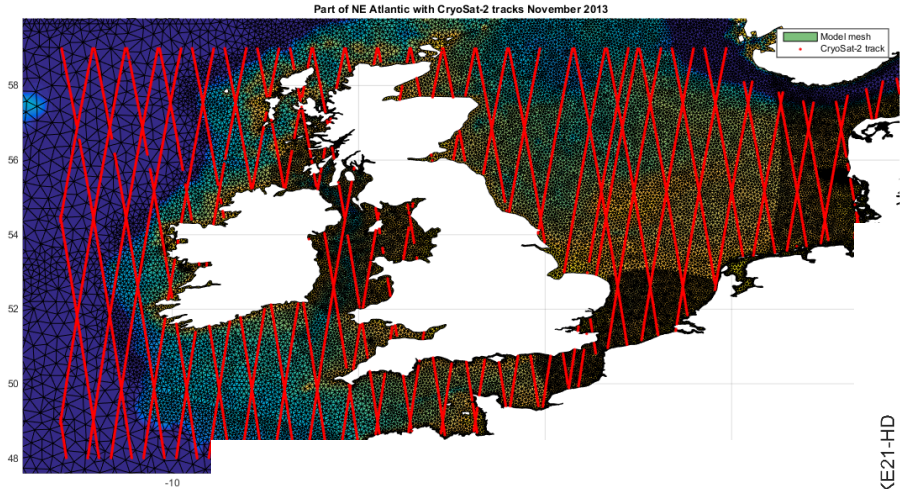 Part of NE Atlantic with CryoSat-2 tracks November 2013
Model mesh
CryoSat-2 track
58
56
54
52
50
48
-10
KE21-HD